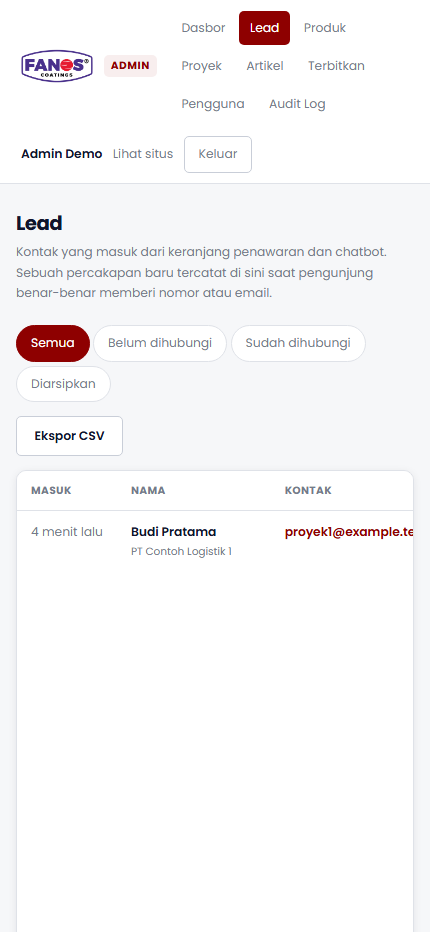 Dasbor Lead Produk
FANOS® COATINGS ADMIN Proyek Artikel Terbitkan
Pengguna Audit Log
Admin Demo Lihat situs Keluar
Lead
Kontak yang masuk dari keranjang penawaran dan chatbot.
Sebuah percakapan baru tercatat di sini saat pengunjung
benar-benar memberi nomor atau email.
Semua Belum dihubungi Sudah dihubungi
Diarsipkan
Ekspor CSV
MASUK NAMA KONTAK
4 menit lalu Budi Pratama proyek1@example.te
PT Contoh Logistik 1